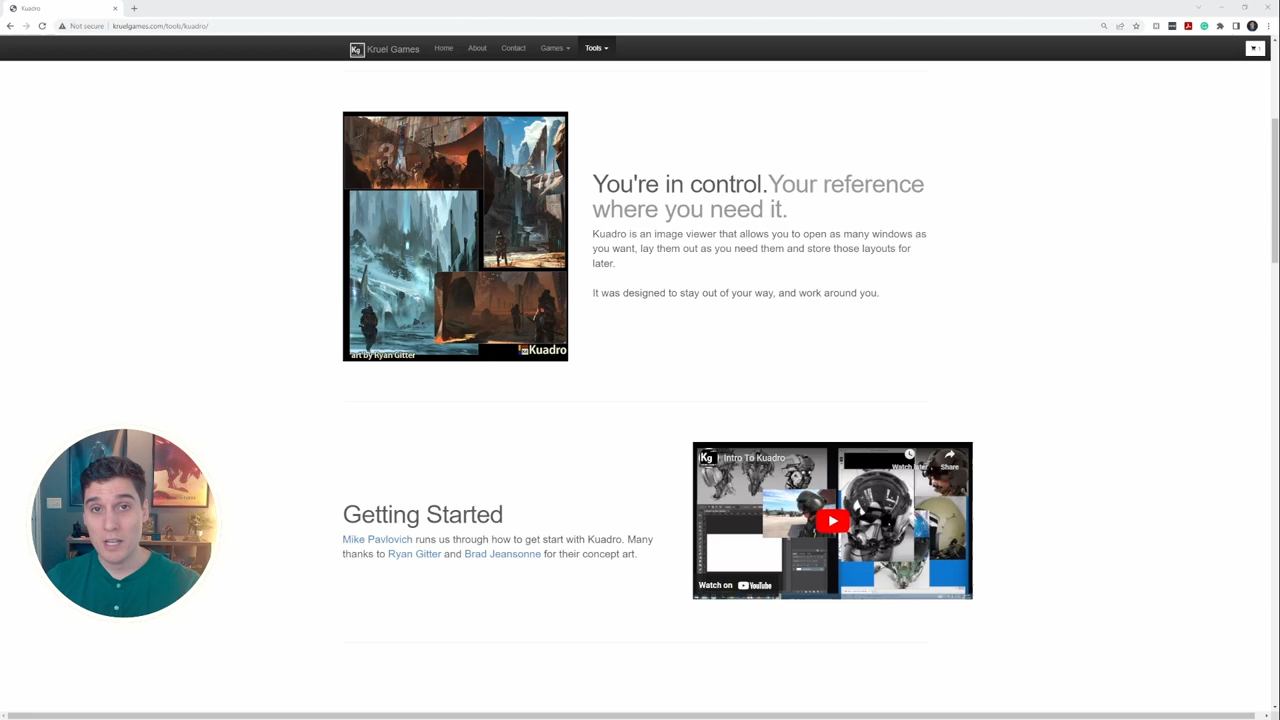 Kuadro
Not secure
kruelgames.com/tools/kuadro/
Kg
Kruel Games
Home
About
Contact
Games
Tools
3
art by Ryan Gitter
Kuadro
You're in control.Your reference
where you need it.
Kuadro is an image viewer that allows you to open as many windows as
you want, lay them out as you need them and store those layouts for
later.
It was designed to stay out of your way, and work around you.
Getting Started
Mike Pavlovich runs us through how to get start with Kuadro. Many
thanks to Ryan Gitter and Brad Jeansonne for their concept art.
Kg
Intro To Kuadro
Watch later
Share
Watch on YouTube